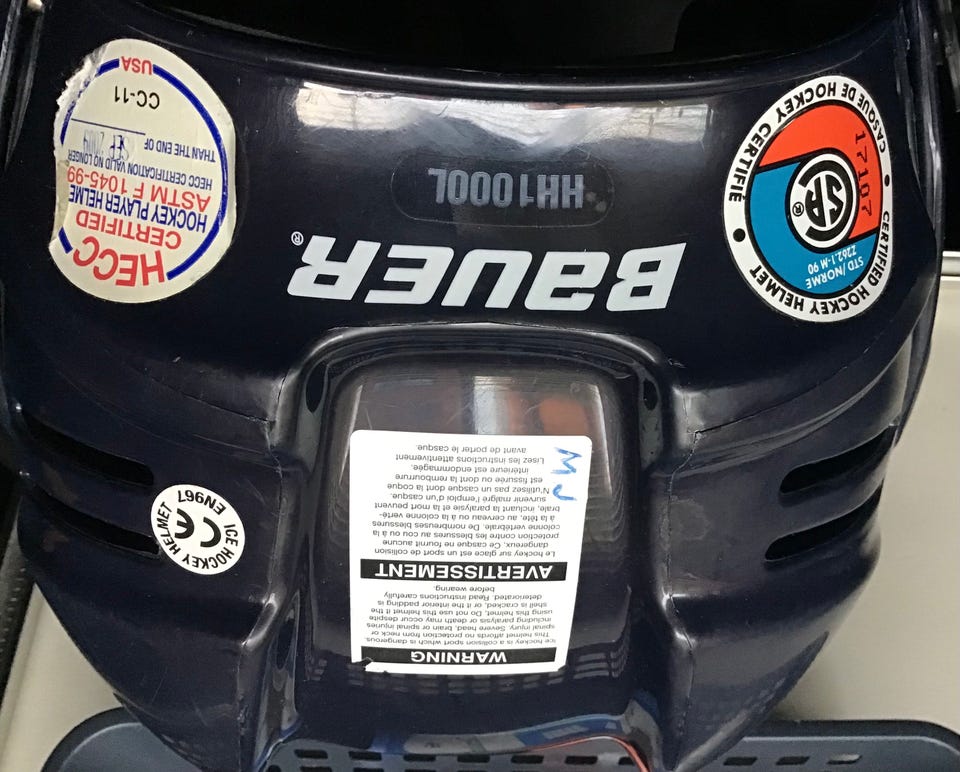 WARNING
Ice hockey is a collision sport which is dangerous.
This helmet affords no protection from neck or
spinal injury. Severe head, brain or spinal injuries
including paralysis or death may occur despite
using this helmet. Do not use this helmet if the
shell is cracked, or if the interior padding is
deteriorated. Read instructions carefully
before wearing.
AVERTISSEMENT
Le hockey sur glace est un sport de collision
dangereux. Ce casque ne fournit aucune
protection contre les blessures au cou ou à la
colonne vertébrale. De nombreuses blessures
à la tête, au cerveau ou à la colonne verté-
brale, incluant la paralysie et la mort peuvent
survenir malgré l'emploi d'un casque.
N'utilisez pas un casque dont la coque
est fissurée ou dont la rembourrure
intérieure est endommagée.
Lisez les instructions attentivement
avant de porter le casque.
MJ
ICE HOCKEY HELMET EN967
CE
BAUER®
HH1000L
CERTIFIED HOCKEY HELMET
STD/NORME
Z262.1-M 90
SA®
17107
CASQUE DE HOCKEY CERTIFIÉ
HECC
CERTIFIED
HOCKEY PLAYER HELME
ASTM F 1045-99
HECC CERTIFICATION VALID NO LONGER
THAN THE END OF
SEP 2009
CC-11
USA